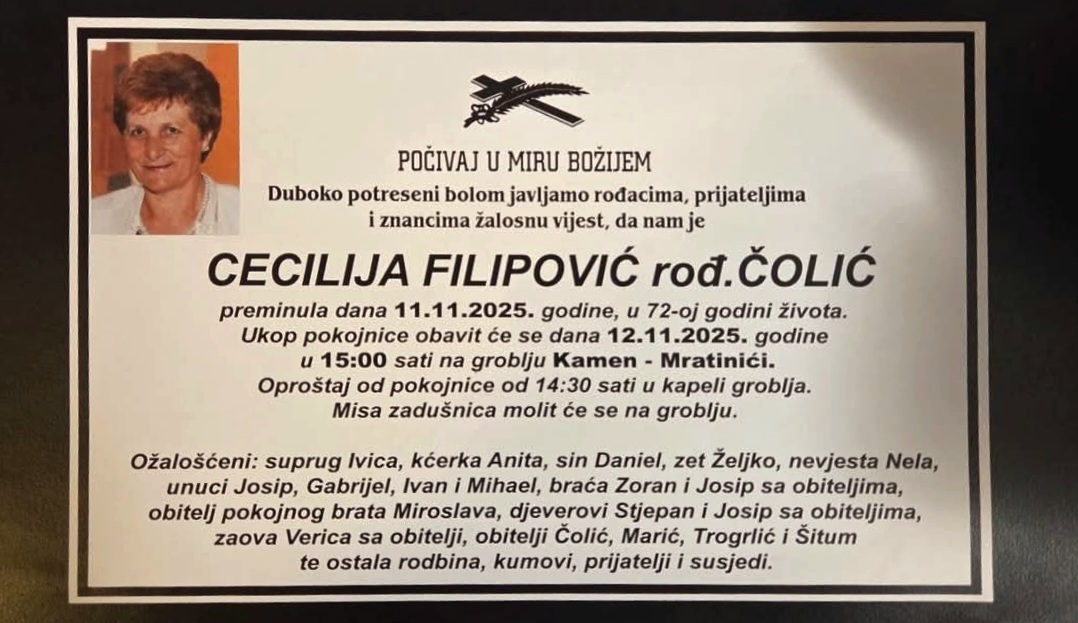 POČIVAJ U MIRU BOŽIJEM
Duboko potreseni bolom javljamo rođacima, prijateljima
i znancima žalosnu vijest, da nam je
CECILIJA FILIPOVIĆ rođ.ČOLIĆ
preminula dana 11.11.2025. godine, u 72-oj godini života.
Ukop pokojnice obavit će se dana 12.11.2025. godine
u 15:00 sati na groblju Kamen - Mratinići.
Oproštaj od pokojnice od 14:30 sati u kapeli groblja.
Misa zadušnica molit će se na groblju.
Ožalošćeni: suprug Ivica, kćerka Anita, sin Daniel, zet Željko, nevjesta Nela,
unuci Josip, Gabrijel, Ivan i Mihael, braća Zoran i Josip sa obiteljima,
obitelj pokojnog brata Miroslava, djeverovi Stjepan i Josip sa obiteljima,
zaova Verica sa obitelji, obitelji Čolić, Marić, Trogrlić i Šitum
te ostala rodbina, kumovi, prijatelji i susjedi.